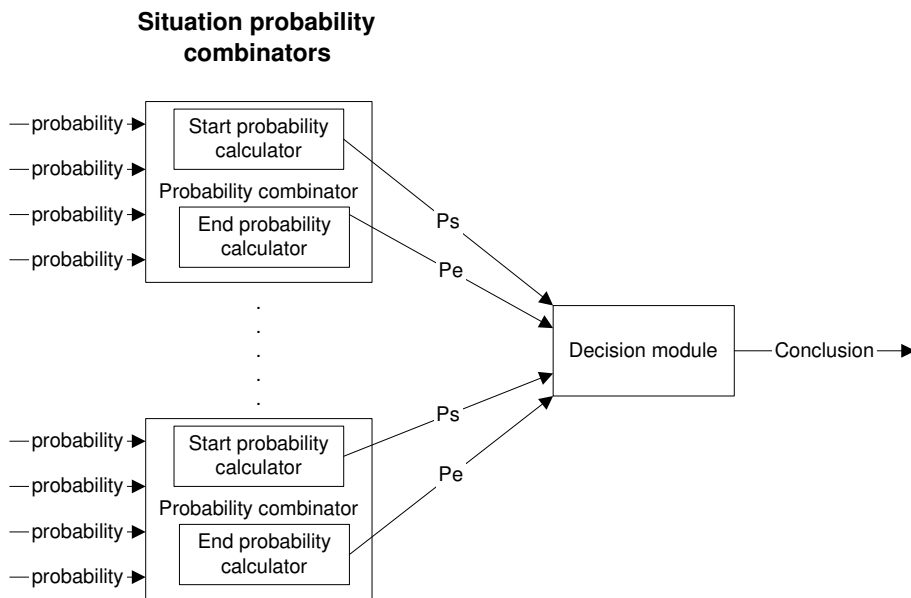 Situation probability
combinators
probability
probability
probability
probability
Start probability
calculator
Probability combinator
End probability
calculator
Ps
Pe
.
.
.
.
.
Decision module
Conclusion
probability
probability
probability
probability
Start probability
calculator
Probability combinator
End probability
calculator
Ps
Pe